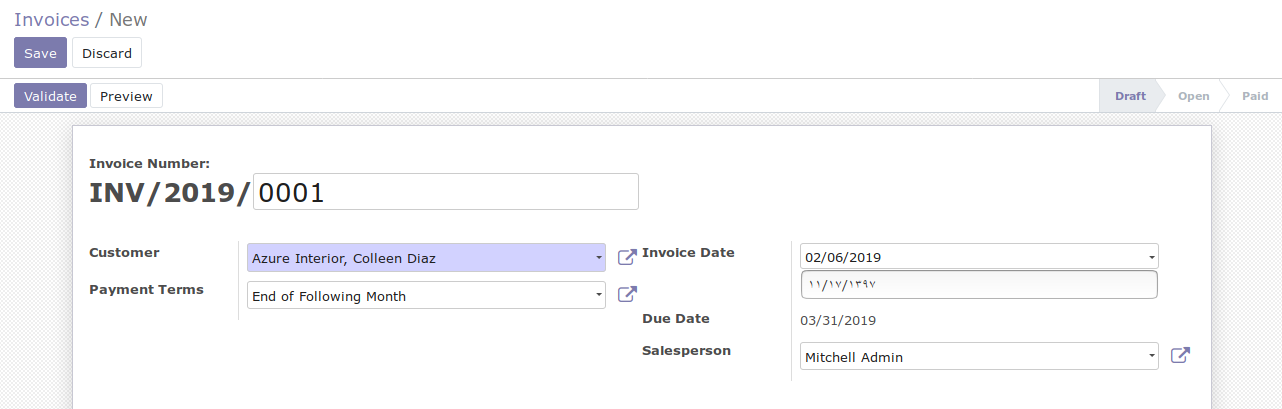 Invoices / New
Save Discard
Validate Preview Draft Open Paid
Invoice Number:
INV/2019/ 0001
Customer Azure Interior, Colleen Diaz Invoice Date 02/06/2019
۱۱/۱۷/۱۳۹۷
Payment Terms End of Following Month
Due Date 03/31/2019
Salesperson Mitchell Admin